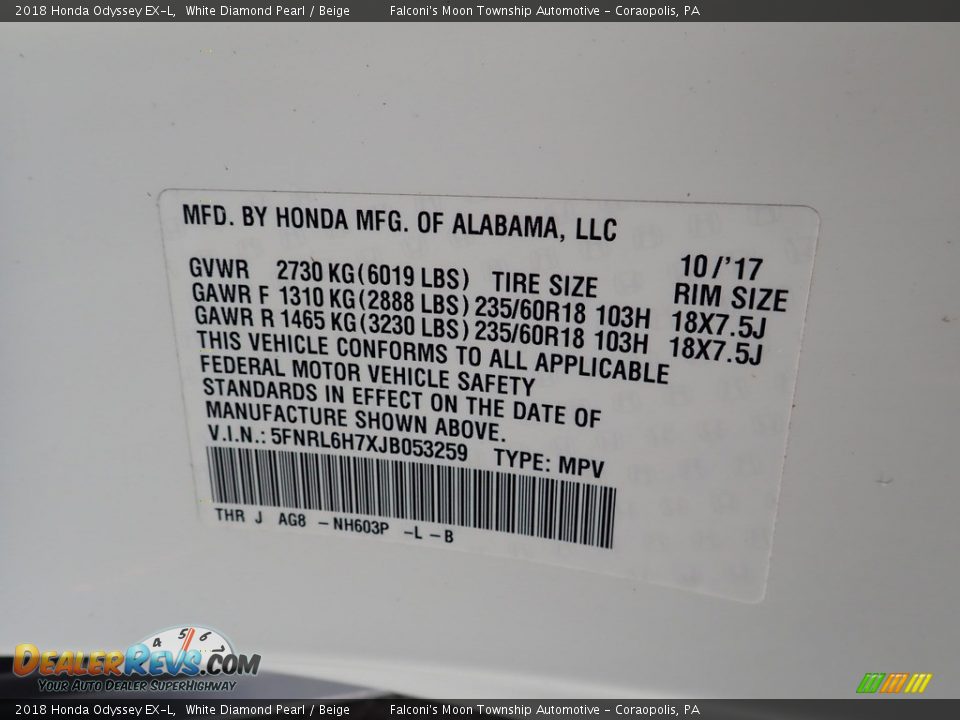 2018 Honda Odyssey EX-L, White Diamond Pearl / Beige Falconi's Moon Township Automotive - Coraopolis, PA
MFD. BY HONDA MFG. OF ALABAMA, LLC
10/'17
GVWR 2730 KG(6019 LBS) TIRE SIZE RIM SIZE
GAWR F 1310 KG(2888 LBS) 235/60R18 103H 18X7.5J
GAWR R 1465 KG(3230 LBS) 235/60R18 103H 18X7.5J
THIS VEHICLE CONFORMS TO ALL APPLICABLE
FEDERAL MOTOR VEHICLE SAFETY
STANDARDS IN EFFECT ON THE DATE OF
MANUFACTURE SHOWN ABOVE.
V.I.N.: 5FNRL6H7XJB053259 TYPE: MPV
THR J AG8 -NH603P -L -B
4 5 6 7
DEALERREVS.COM
YOUR AUTO DEALER SUPERHIGHWAY
2018 Honda Odyssey EX-L, White Diamond Pearl / Beige Falconi's Moon Township Automotive - Coraopolis, PA